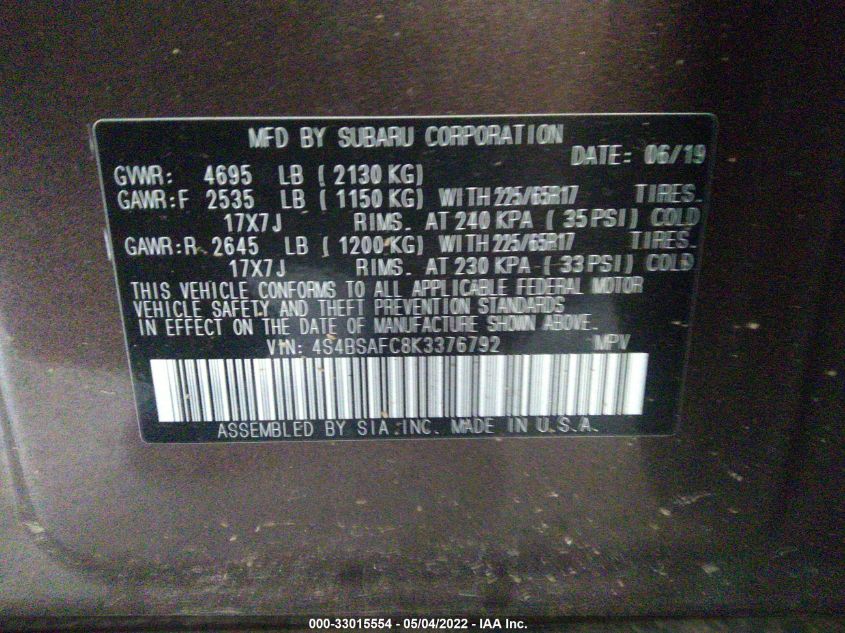 MFD BY SUBARU CORPORATION
DATE: 06/19
GVWR: 4695 LB ( 2130 KG)
GAWR:F 2535 LB ( 1150 KG) WITH 225/65R17 TIRES.
17X7J RIMS. AT 240 KPA ( 35 PSI) COLD
GAWR:R 2645 LB ( 1200 KG) WITH 225/65R17 TIRES.
17X7J RIMS. AT 230 KPA ( 33 PSI) COLD
THIS VEHICLE CONFORMS TO ALL APPLICABLE FEDERAL MOTOR
VEHICLE SAFETY AND THEFT PREVENTION STANDARDS
IN EFFECT ON THE DATE OF MANUFACTURE SHOWN ABOVE.
VIN: 4S4BSAFC8K3376792 MPV
ASSEMBLED BY SIA.INC. MADE IN U.S.A.
000-33015554 - 05/04/2022 - IAA Inc.